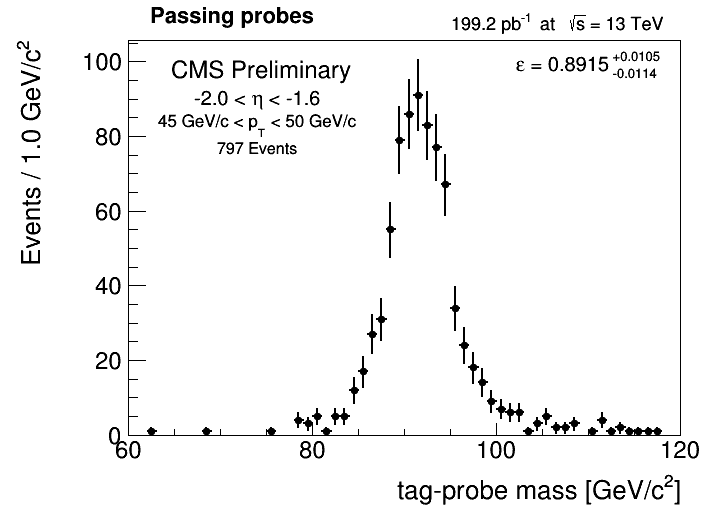 Passing probes
199.2 pb⁻¹ at √s = 13 TeV
CMS Preliminary
ε = 0.8915 +0.0105 -0.0114
-2.0 < η < -1.6
45 GeV/c < p_T < 50 GeV/c
797 Events
Events / 1.0 GeV/c²
100
80
60
40
20
0
60 80 100 120
tag-probe mass [GeV/c²]